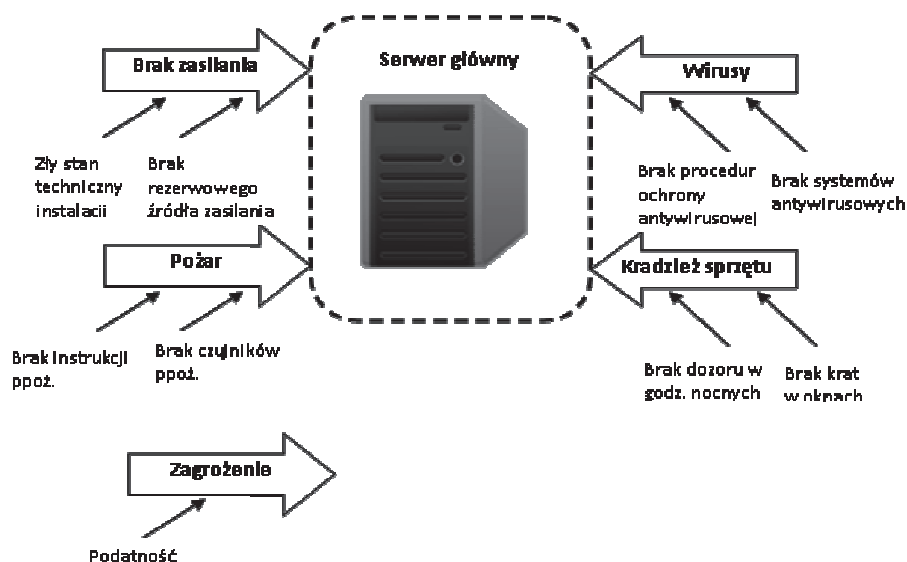 Brak zasilania
Serwer główny
Wirusy
Zły stan
techniczny
instalacji
Brak
rezerwowego
źródła zasilania
Brak procedur
ochrony
antywirusowej
Brak systemów
antywirusowych
Pożar
Kradzież sprzętu
Brak instrukcji
ppoż.
Brak czujników
ppoż.
Brak dozoru w
godz. nocnych
Brak krat
w oknach
Zagrożenie
Podatność